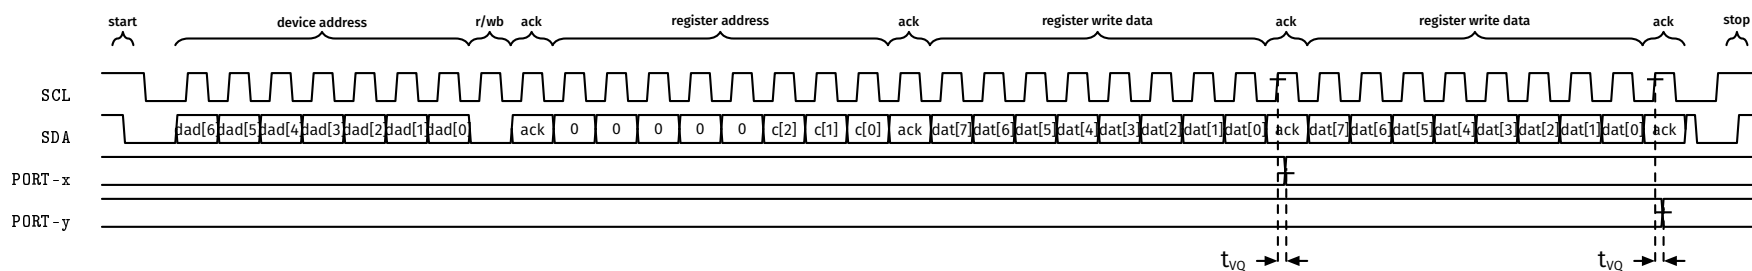 start device address r/wb ack register address ack register write data ack register write data ack stop
SCL
SDA dad[6] dad[5] dad[4] dad[3] dad[2] dad[1] dad[0] ack 0 0 0 0 0 c[2] c[1] c[0] ack dat[7] dat[6] dat[5] dat[4] dat[3] dat[2] dat[1] dat[0] ack dat[7] dat[6] dat[5] dat[4] dat[3] dat[2] dat[1] dat[0] ack
PORT-x
PORT-y
tVQ tVQ